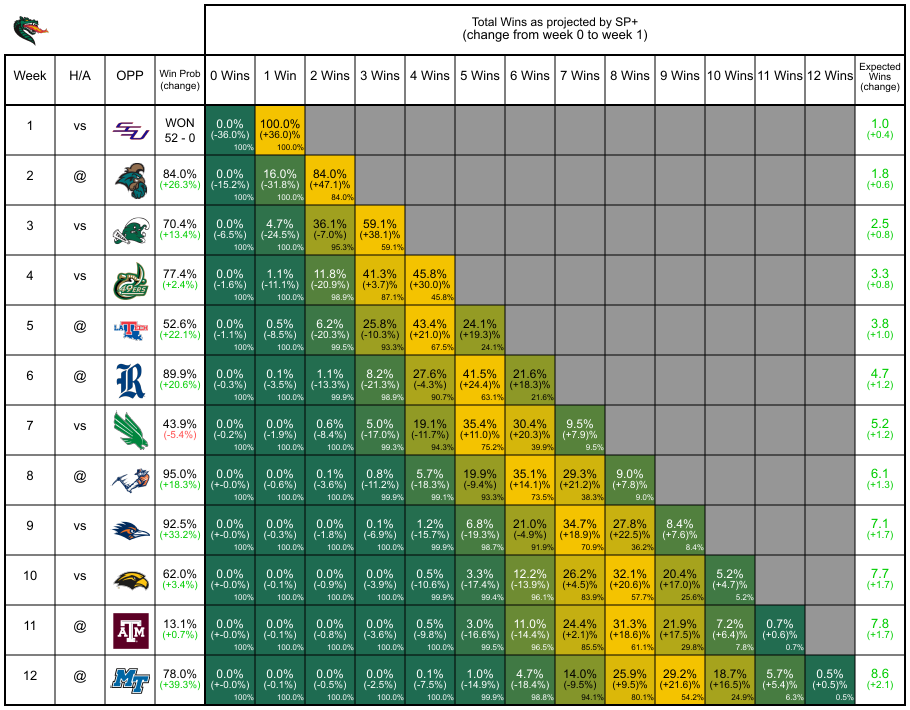 Total Wins as projected by SP+
(change from week 0 to week 1)
Week H/A OPP Win Prob (change) 0 Wins 1 Win 2 Wins 3 Wins 4 Wins 5 Wins 6 Wins 7 Wins 8 Wins 9 Wins 10 Wins 11 Wins 12 Wins Expected Wins (change)
1 vs SSU WON 0.0% 100.0% 1.0
52 - 0 (-36.0%) (+36.0)% (+0.4)
100% 100.0%
2 @ 84.0% 0.0% 16.0% 84.0% 1.8
(+26.3%) (-15.2%) (-31.8%) (+47.1)% (+0.6)
100% 100.0% 84.0%
3 vs 70.4% 0.0% 4.7% 36.1% 59.1% 2.5
(+13.4%) (-6.5%) (-24.5%) (-7.0%) (+38.1)% (+0.8)
100% 100.0% 95.3% 59.1%
4 vs 49ERS 77.4% 0.0% 1.1% 11.8% 41.3% 45.8% 3.3
(+2.4%) (-1.6%) (-11.1%) (-20.9%) (+3.7)% (+30.0)% (+0.8)
100% 100.0% 98.9% 87.1% 45.8%
5 @ LA TECH 52.6% 0.0% 0.5% 6.2% 25.8% 43.4% 24.1% 3.8
(+22.1%) (-1.1%) (-8.5%) (-20.3%) (-10.3%) (+21.0)% (+19.3)% (+1.0)
100% 100.0% 99.5% 93.3% 67.5% 24.1%
6 @ R 89.9% 0.0% 0.1% 1.1% 8.2% 27.6% 41.5% 21.6% 4.7
(+20.6%) (-0.3%) (-3.5%) (-13.3%) (-21.3%) (-4.3%) (+24.4)% (+18.3)% (+1.2)
100% 100.0% 99.9% 98.9% 90.7% 63.1% 21.6%
7 vs 43.9% 0.0% 0.0% 0.6% 5.0% 19.1% 35.4% 30.4% 9.5% 5.2
(-5.4%) (-0.2%) (-1.9%) (-8.4%) (-17.0%) (-11.7%) (+11.0)% (+20.3)% (+7.9)% (+1.2)
100% 100.0% 100.0% 99.3% 94.3% 75.2% 39.9% 9.5%
8 @ 95.0% 0.0% 0.0% 0.1% 0.8% 5.7% 19.9% 35.1% 29.3% 9.0% 6.1
(+18.3%) (+0.0%) (-0.6%) (-3.6%) (-11.2%) (-18.3%) (-9.4%) (+14.1)% (+21.2)% (+7.8)% (+1.3)
100% 100.0% 100.0% 99.9% 99.1% 93.3% 73.5% 38.3% 9.0%
9 vs 92.5% 0.0% 0.0% 0.0% 0.1% 1.2% 6.8% 21.0% 34.7% 27.8% 8.4% 7.1
(+33.2%) (+0.0%) (-0.3%) (-1.8%) (-6.9%) (-15.7%) (-19.3%) (-4.9%) (+18.9)% (+22.5)% (+7.6)% (+1.7)
100% 100.0% 100.0% 100.0% 99.9% 98.7% 91.9% 70.9% 36.2% 8.4%
10 vs 62.0% 0.0% 0.0% 0.0% 0.0% 0.5% 3.3% 12.2% 26.2% 32.1% 20.4% 5.2% 7.7
(+3.4%) (+0.0%) (-0.1%) (-0.9%) (-3.9%) (-10.6%) (-17.4%) (-13.9%) (+4.5)% (+20.6)% (+17.0)% (+4.7)% (+1.7)
100% 100.0% 100.0% 100.0% 99.9% 99.4% 96.1% 83.9% 57.7% 25.6% 5.2%
11 @ ATM 13.1% 0.0% 0.0% 0.0% 0.0% 0.5% 3.0% 11.0% 24.4% 31.3% 21.9% 7.2% 0.7% 7.8
(+0.7%) (+0.0%) (-0.1%) (-0.8%) (-3.6%) (-9.8%) (-16.6%) (-14.4%) (+2.1)% (+18.6)% (+17.5)% (+6.4)% (+0.6)% (+1.7)
100% 100.0% 100.0% 100.0% 100.0% 99.5% 96.5% 85.5% 61.1% 29.8% 7.8% 0.7%
12 @ MT 78.0% 0.0% 0.0% 0.0% 0.0% 0.1% 1.0% 4.7% 14.0% 25.9% 29.2% 18.7% 5.7% 0.5% 8.6
(+39.3%) (+0.0%) (-0.1%) (-0.5%) (-2.5%) (-7.5%) (-14.9%) (-18.4%) (-9.5%) (+9.5)% (+21.6)% (+16.5)% (+5.4)% (+0.5)% (+2.1)
100% 100.0% 100.0% 100.0% 100.0% 99.9% 98.8% 94.1% 80.1% 54.2% 24.9% 6.3% 0.5%